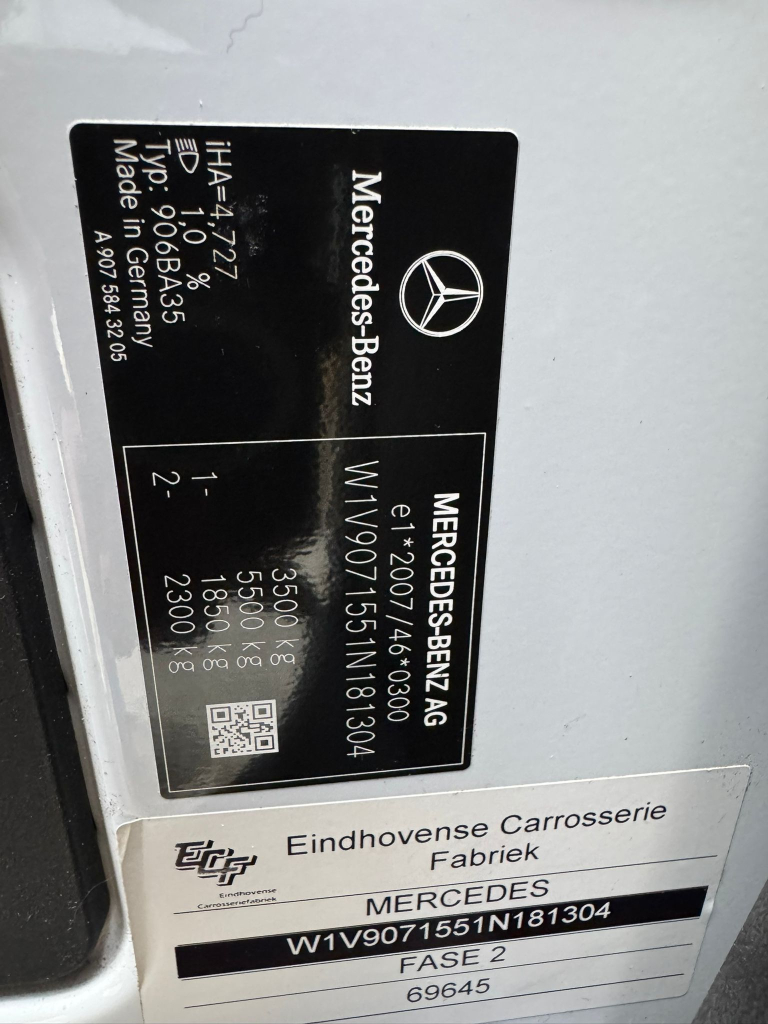 Mercedes-Benz
iHA=4,727
1,0 %
Typ: 906BA35
Made in Germany
A 907 584 32 05
MERCEDES-BENZ AG
e1*2007/46*0300
W1V9071551N181304
3500 kg
5500 kg
1- 1850 kg
2- 2300 kg
ECF
Eindhovense
Carrosseriefabriek
Eindhovense Carrosserie
Fabriek
MERCEDES
W1V9071551N181304
FASE 2
69645